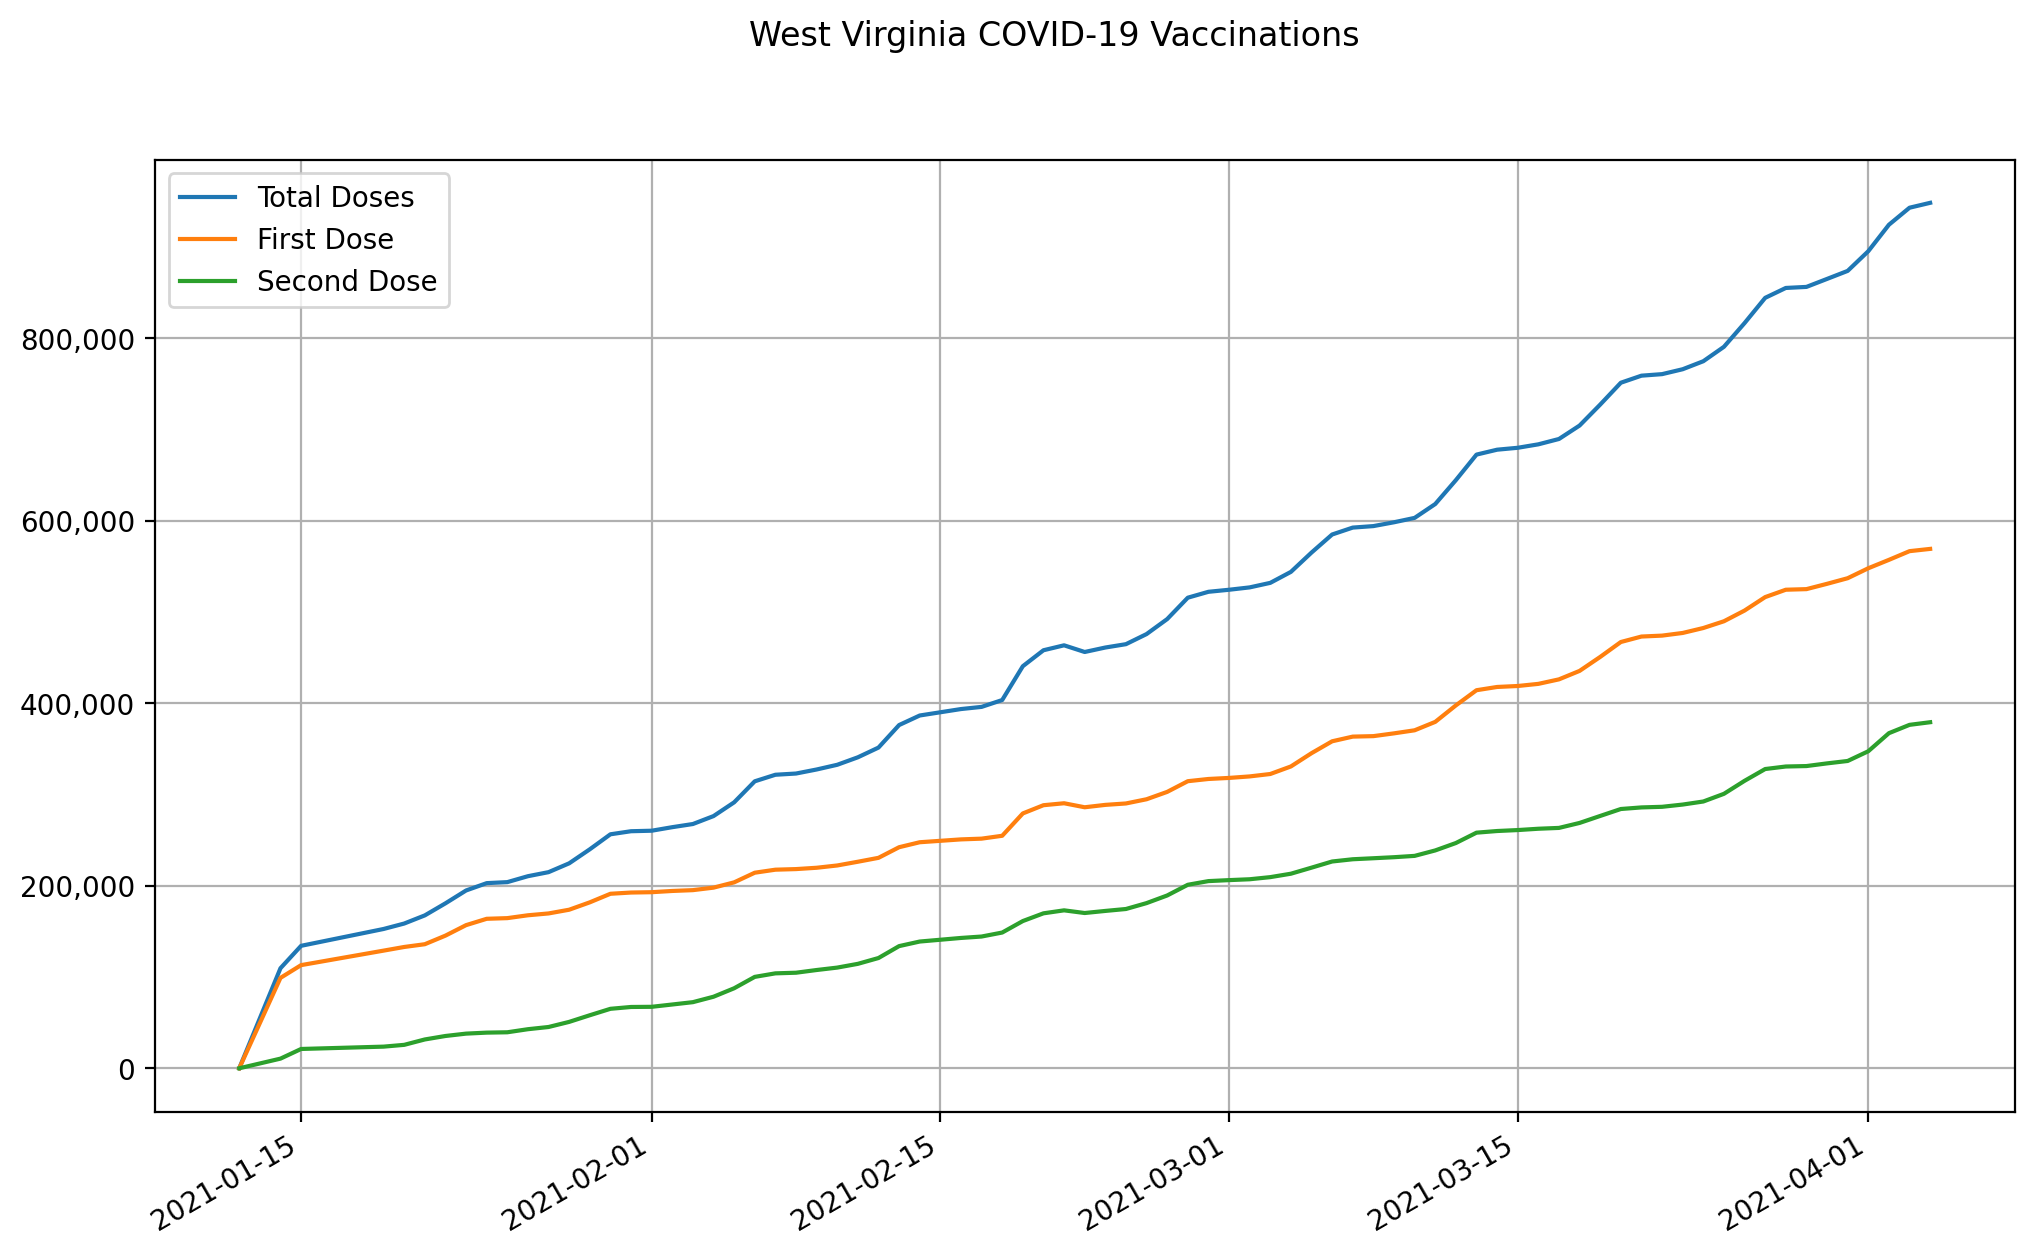 West Virginia COVID-19 Vaccinations
Total Doses
First Dose
Second Dose
800,000
600,000
400,000
200,000
0
2021-01-15
2021-02-01
2021-02-15
2021-03-01
2021-03-15
2021-04-01